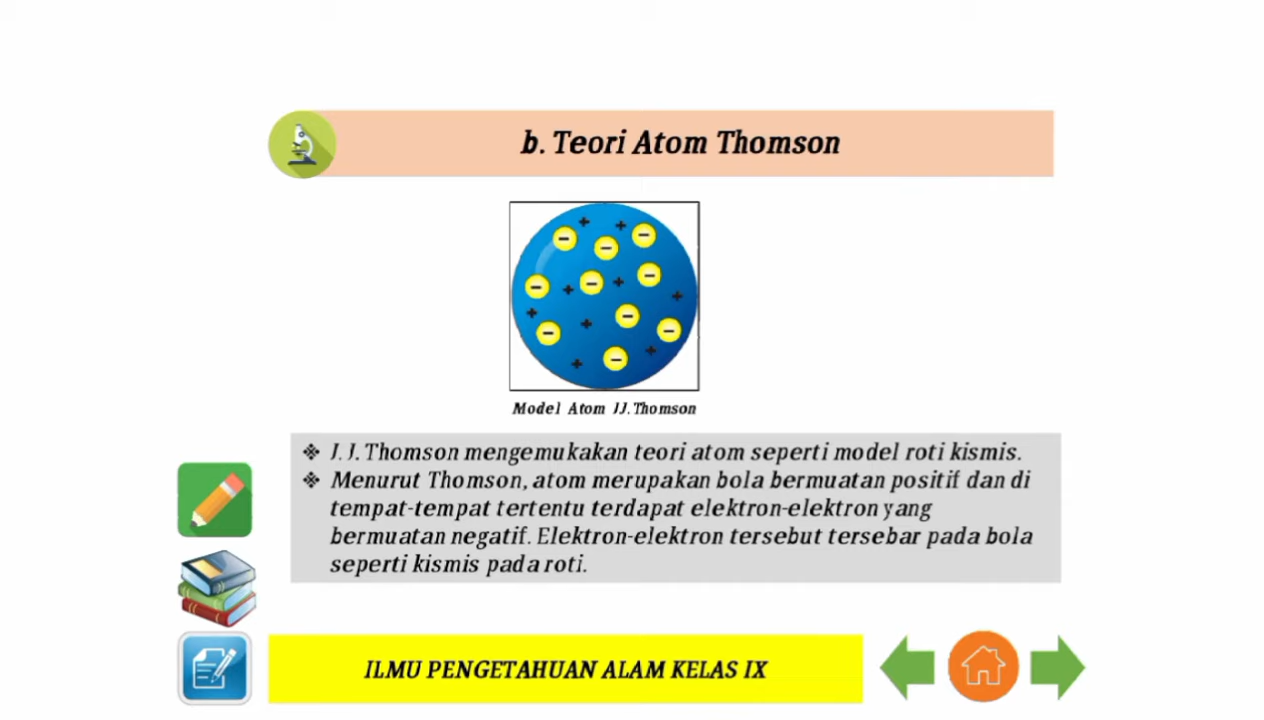 b. Teori Atom Thomson
Model Atom JJ.Thomson
❖ J. J. Thomson mengemukakan teori atom seperti model roti kismis.
❖ Menurut Thomson, atom merupakan bola bermuatan positif dan di
tempat-tempat tertentu terdapat elektron-elektron yang
bermuatan negatif. Elektron-elektron tersebut tersebar pada bola
seperti kismis pada roti.
ILMU PENGETAHUAN ALAM KELAS IX